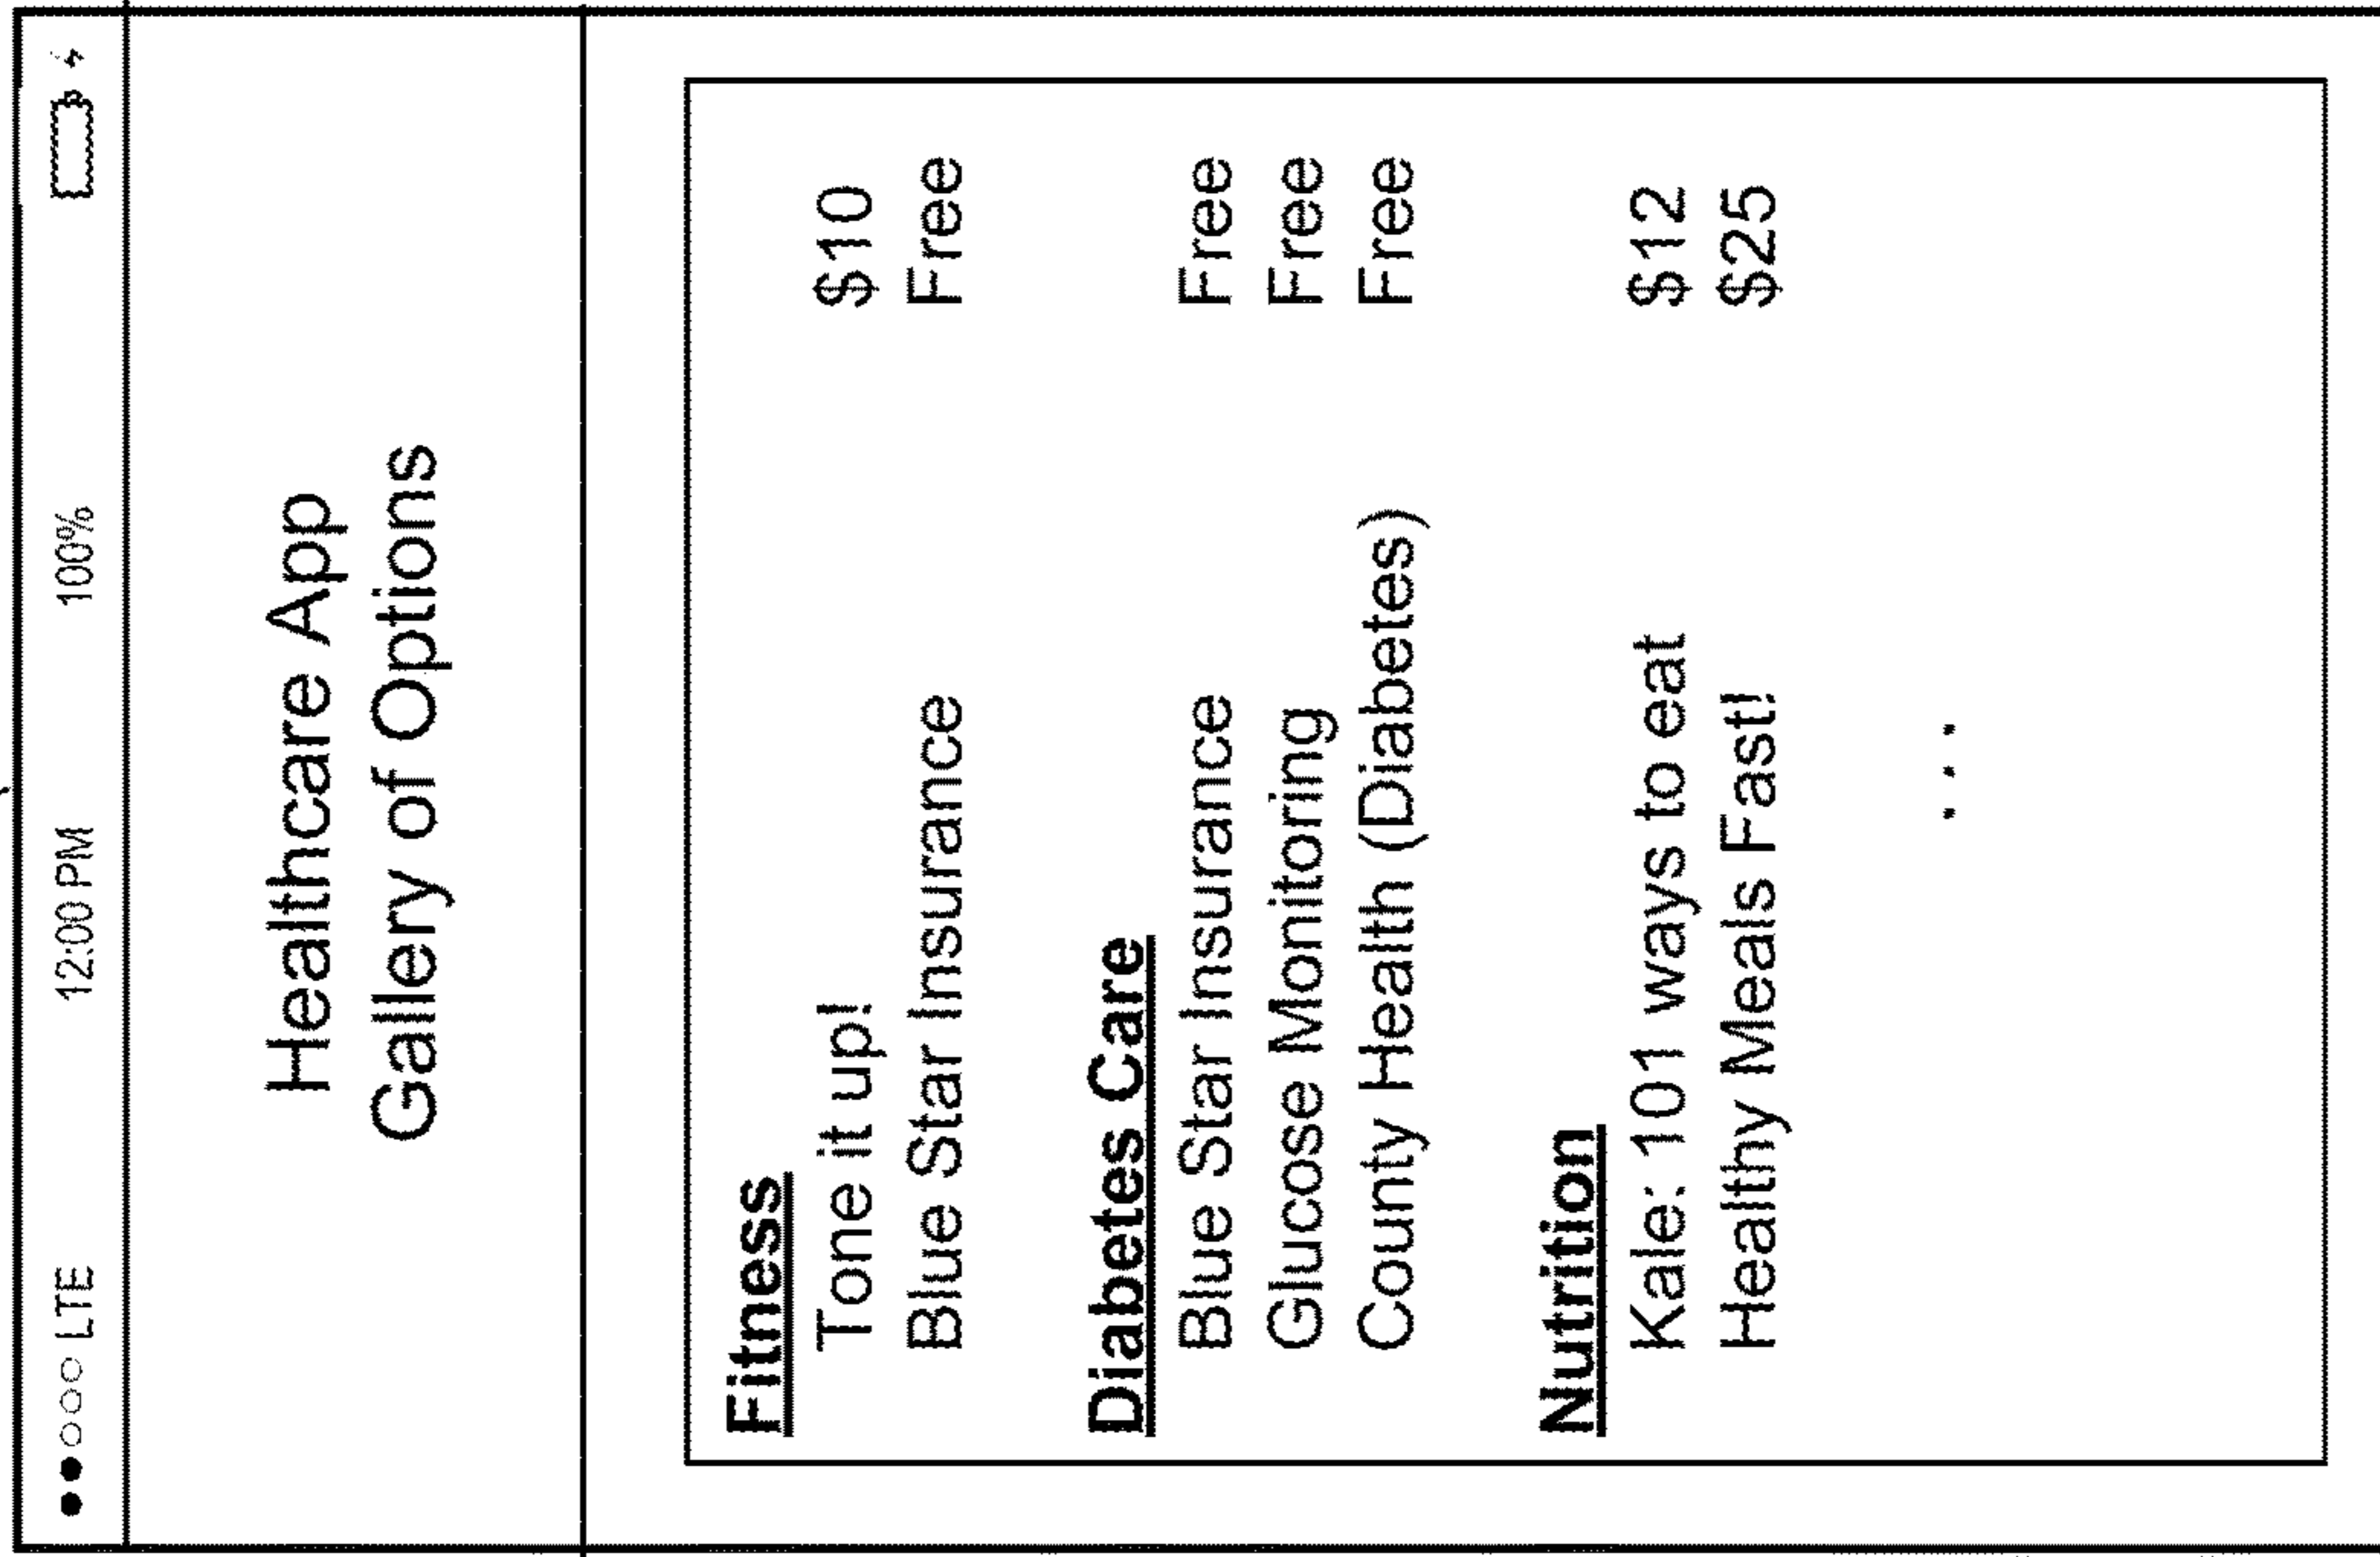 LTE 12:00 PM 100%
Healthcare App
Gallery of Options
Fitness
Tone it up! $10
Blue Star Insurance Free
Diabetes Care
Blue Star Insurance Free
Glucose Monitoring Free
County Health (Diabetes) Free
Nutrition
Kale: 101 ways to eat $12
Healthy Meals Fast! $25
...